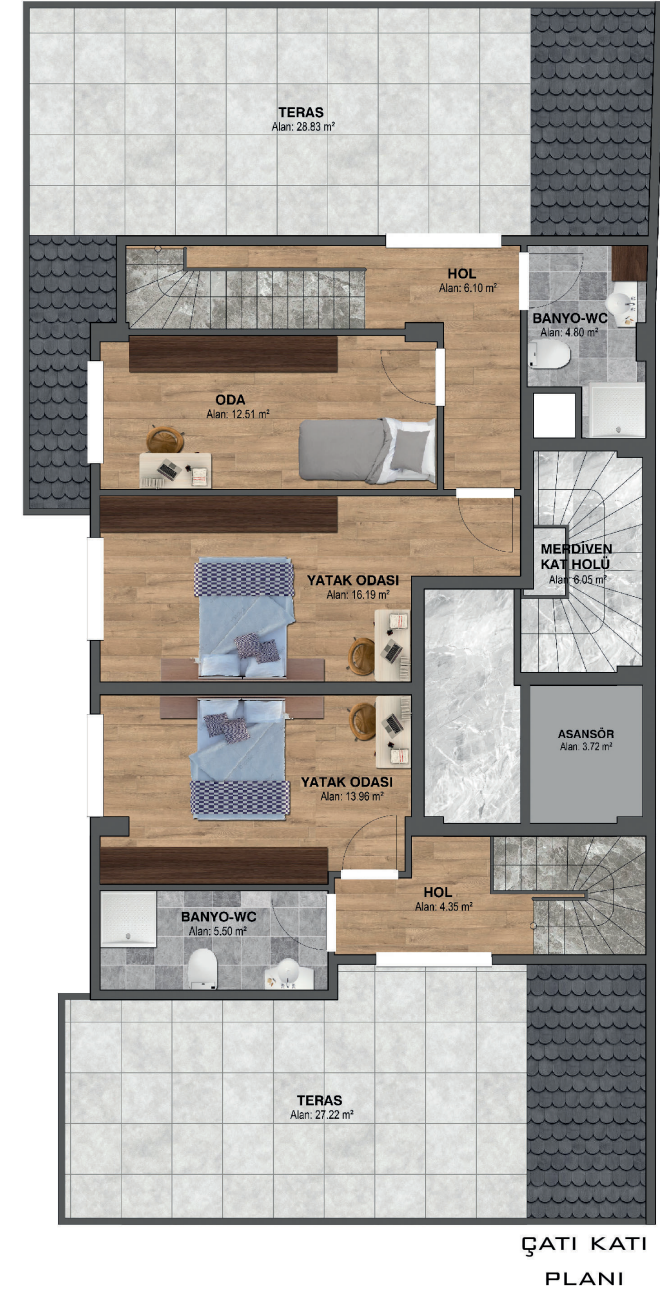 TERAS
Alan: 28.83 m²
HOL
Alan: 6.10 m²
BANYO-WC
Alan: 4.80 m²
ODA
Alan: 12.51 m²
MERDİVEN
KAT HOLÜ
Alan: 6.05 m²
YATAK ODASI
Alan: 16.19 m²
ASANSÖR
Alan: 3.72 m²
YATAK ODASI
Alan: 13.96 m²
HOL
Alan: 4.35 m²
BANYO-WC
Alan: 5.50 m²
TERAS
Alan: 27.22 m²
ÇATI KATI
PLANI